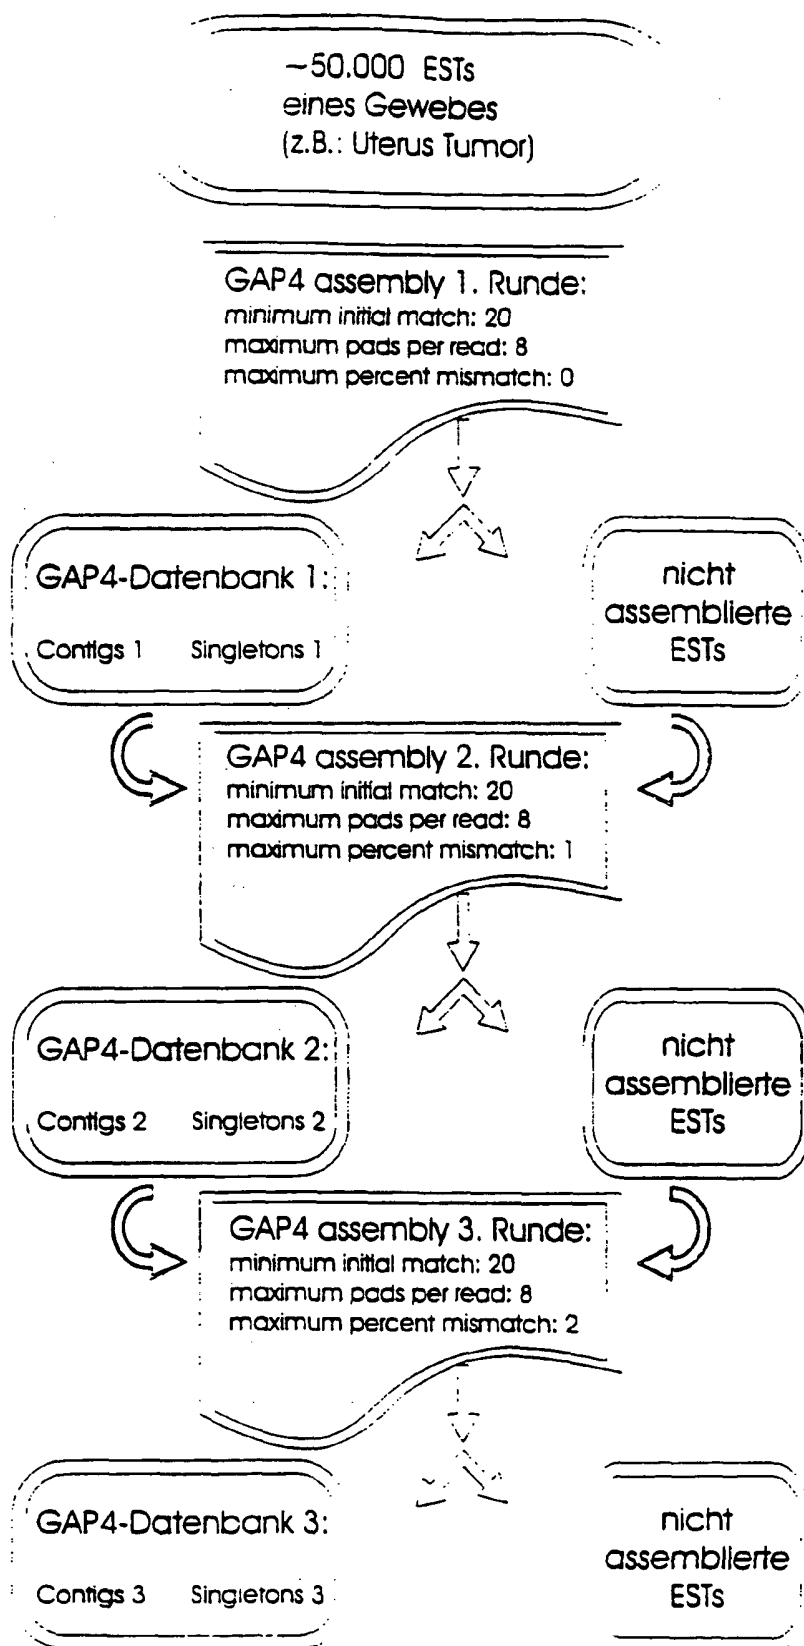 ~50.000 ESTs
eines Gewebes
(z.B.: Uterus Tumor)
GAP4 assembly 1. Runde:
minimum initial match: 20
maximum pads per read: 8
maximum percent mismatch: 0
GAP4-Datenbank 1:
Contigs 1 Singletons 1
nicht
assemblierte
ESTs
GAP4 assembly 2. Runde:
minimum initial match: 20
maximum pads per read: 8
maximum percent mismatch: 1
GAP4-Datenbank 2:
Contigs 2 Singletons 2
nicht
assemblierte
ESTs
GAP4 assembly 3. Runde:
minimum initial match: 20
maximum pads per read: 8
maximum percent mismatch: 2
GAP4-Datenbank 3:
Contigs 3 Singletons 3
nicht
assemblierte
ESTs